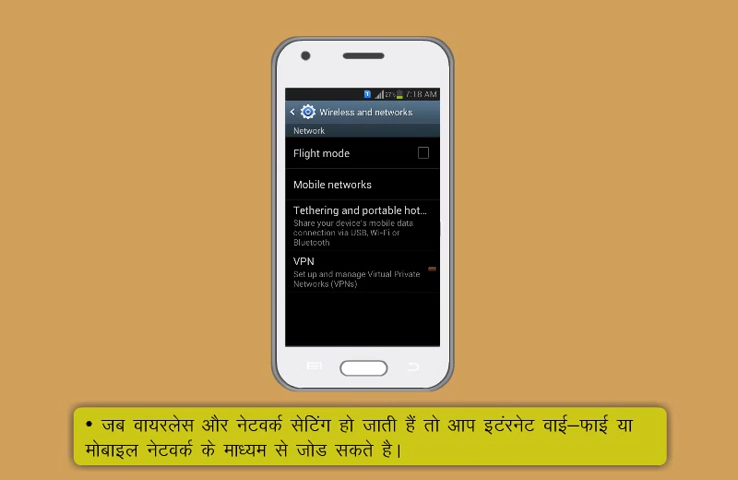 7:18 AM
Wireless and networks
Network
Flight mode
Mobile networks
Tethering and portable hot...
Share your device's mobile data
connection via USB, Wi-Fi or
Bluetooth
VPN
Set up and manage Virtual Private
Networks (VPNs)
• जब वायरलेस और नेटवर्क सेटिंग हो जाती हैं तो आप इटंरनेट वाई–फाई या
मोबाइल नेटवर्क के माध्यम से जोड सकते है।